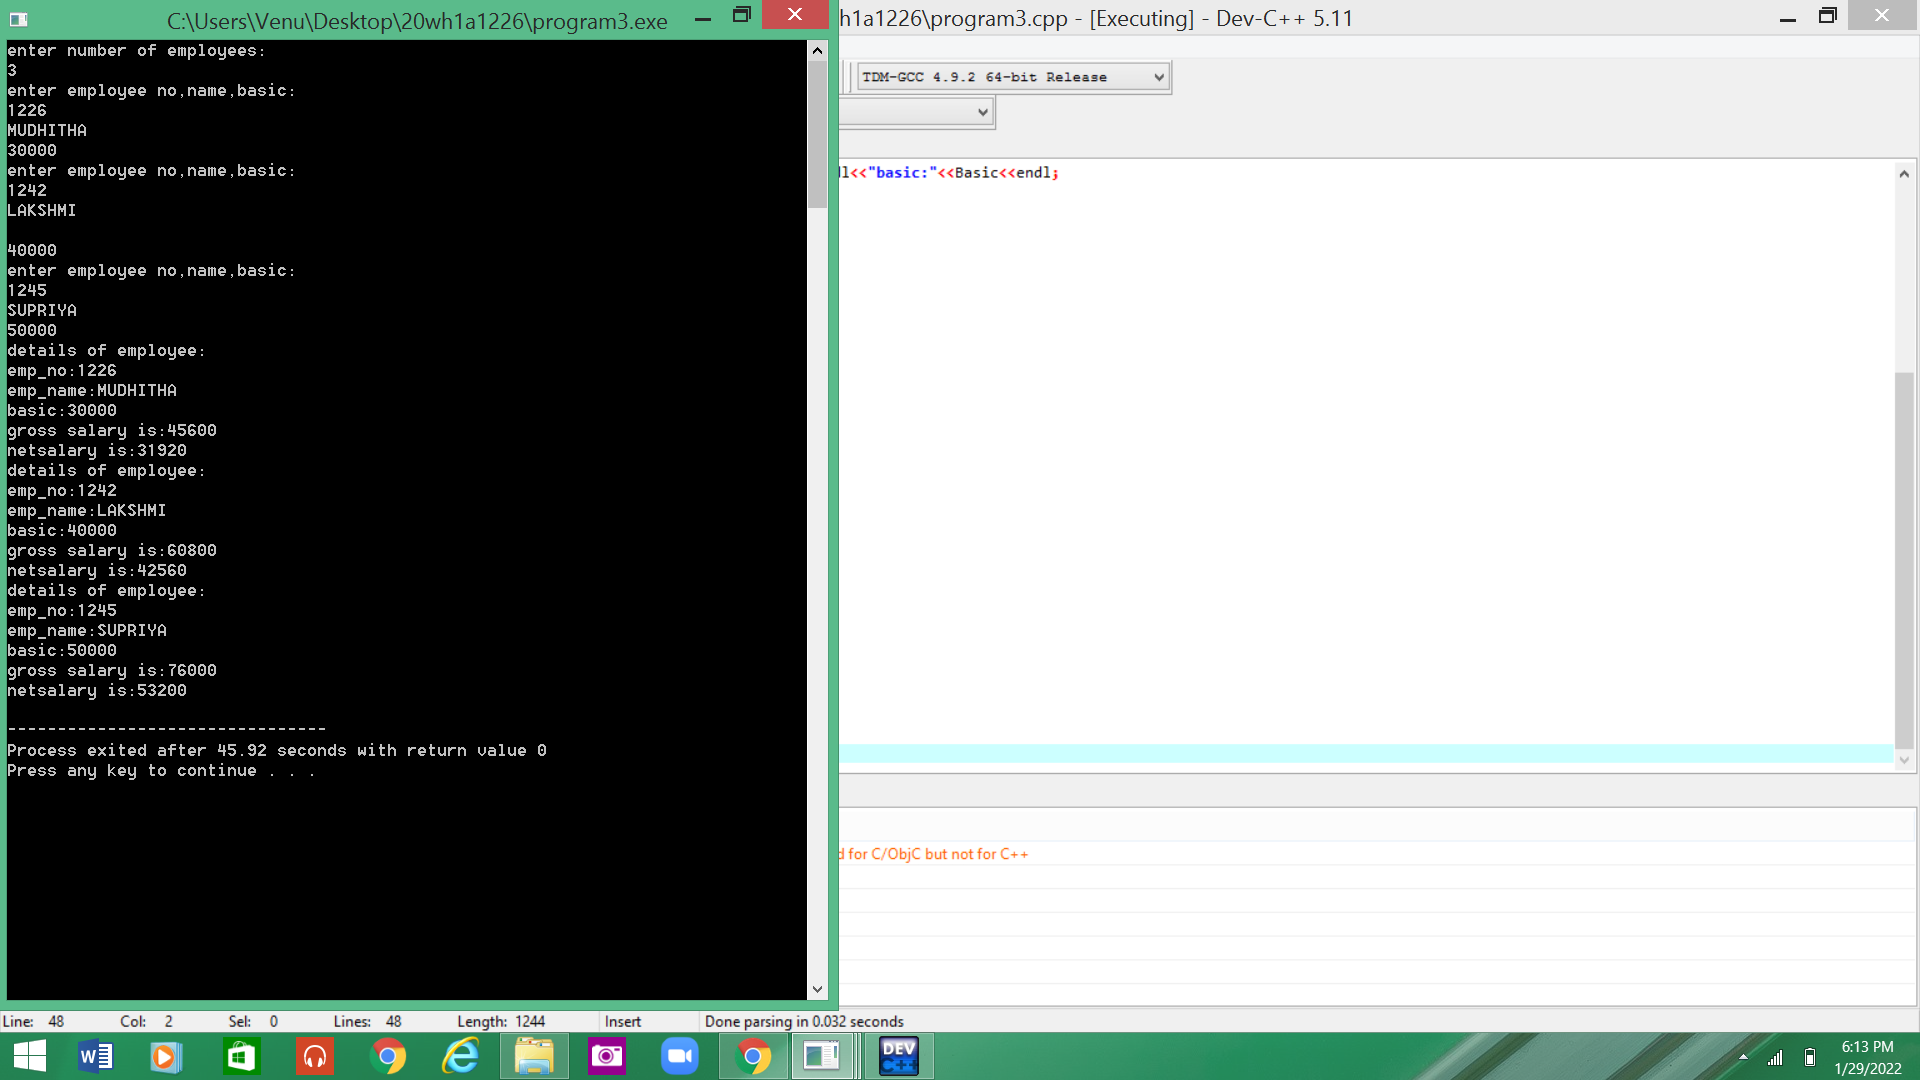 C:\Users\Venu\Desktop\20wh1a1226\program3.exe
h1a1226\program3.cpp - [Executing] - Dev-C++ 5.11
enter number of employees:
3
enter employee no,name,basic:
1226
MUDHITHA
30000
enter employee no,name,basic:
1242
LAKSHMI
40000
enter employee no,name,basic:
1245
SUPRIYA
50000
details of employee:
emp_no:1226
emp_name:MUDHITHA
basic:30000
gross salary is:45600
netsalary is:31920
details of employee:
emp_no:1242
emp_name:LAKSHMI
basic:40000
gross salary is:60800
netsalary is:42560
details of employee:
emp_no:1245
emp_name:SUPRIYA
basic:50000
gross salary is:76000
netsalary is:53200
--------------------------------
Process exited after 45.92 seconds with return value 0
Press any key to continue . . .
TDM-GCC 4.9.2 64-bit Release
l<<"basic:"<<Basic<<endl;
d for C/ObjC but not for C++
Line: 48 Col: 2 Sel: 0 Lines: 48 Length: 1244 Insert Done parsing in 0.032 seconds
W
DEV
C++
6:13 PM
1/29/2022